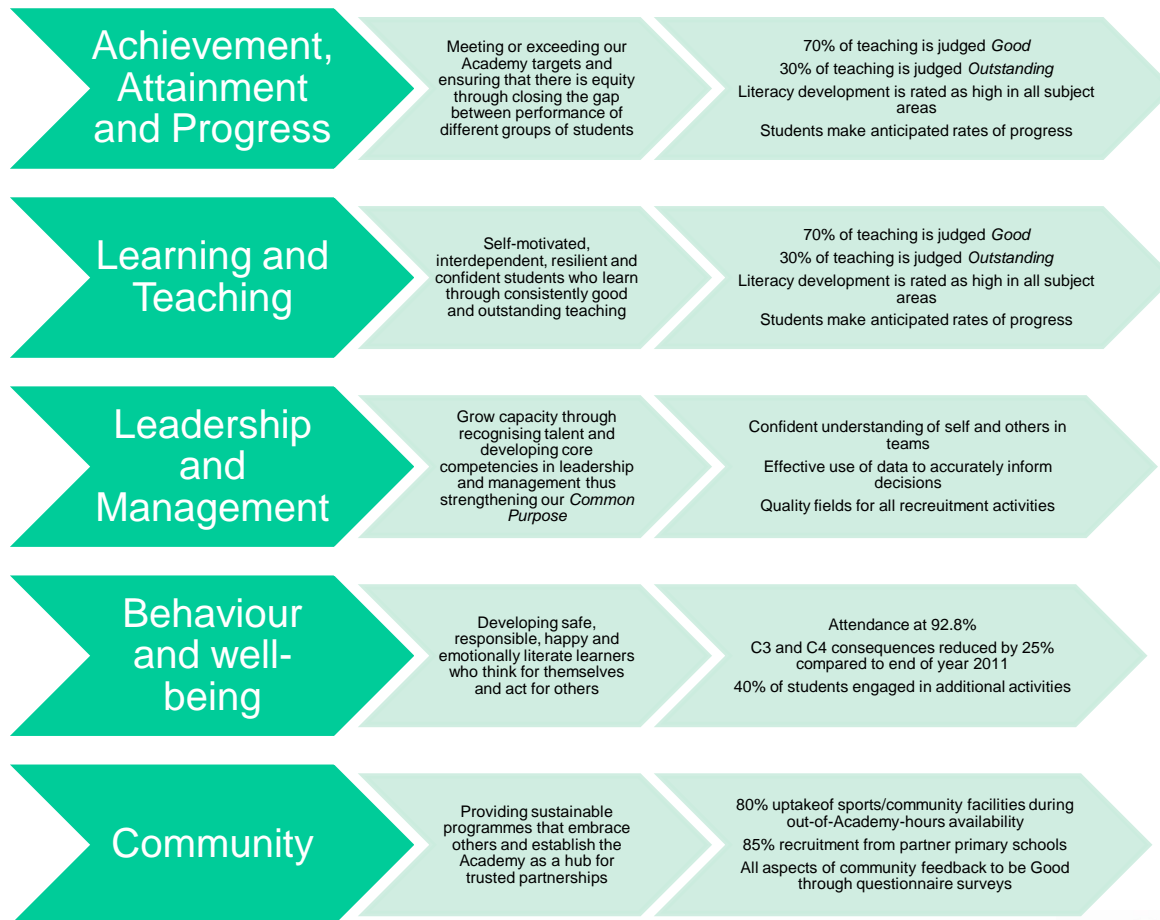 Achievement,
Attainment
and Progress
Meeting or exceeding our
Academy targets and
ensuring that there is equity
through closing the gap
between performance of
different groups of students
70% of teaching is judged Good
30% of teaching is judged Outstanding
Literacy development is rated as high in all subject
areas
Students make anticipated rates of progress
Learning and
Teaching
Self-motivated,
interdependent, resilient and
confident students who learn
through consistently good
and outstanding teaching
70% of teaching is judged Good
30% of teaching is judged Outstanding
Literacy development is rated as high in all subject
areas
Students make anticipated rates of progress
Leadership
and
Management
Grow capacity through
recognising talent and
developing core
competencies in leadership
and management thus
strengthening our Common
Purpose
Confident understanding of self and others in
teams
Effective use of data to accurately inform
decisions
Quality fields for all recreuitment activities
Behaviour
and well-
being
Developing safe,
responsible, happy and
emotionally literate learners
who think for themselves
and act for others
Attendance at 92.8%
C3 and C4 consequences reduced by 25%
compared to end of year 2011
40% of students engaged in additional activities
Community
Providing sustainable
programmes that embrace
others and establish the
Academy as a hub for
trusted partnerships
80% uptakeof sports/community facilities during
out-of-Academy-hours availability
85% recruitment from partner primary schools
All aspects of community feedback to be Good
through questionnaire surveys